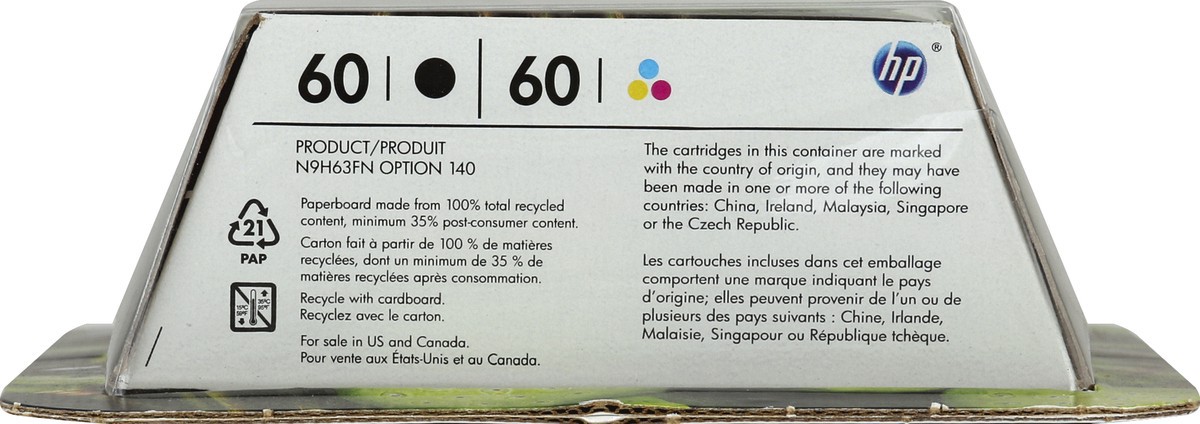 60 | 60 |
hp ®
PRODUCT/PRODUIT
N9H63FN OPTION 140
Paperboard made from 100% total recycled
content, minimum 35% post-consumer content.
Carton fait à partir de 100 % de matières
recyclées, dont un minimum de 35 % de
matières recyclées après consommation.
21
PAP
Recycle with cardboard.
Recyclez avec le carton.
15ºC
59ºF
35ºC
95ºF
For sale in US and Canada.
Pour vente aux États-Unis et au Canada.
The cartridges in this container are marked
with the country of origin, and they may have
been made in one or more of the following
countries: China, Ireland, Malaysia, Singapore
or the Czech Republic.
Les cartouches incluses dans cet emballage
comportent une marque indiquant le pays
d'origine; elles peuvent provenir de l'un ou de
plusieurs des pays suivants : Chine, Irlande,
Malaisie, Singapour ou République tchèque.